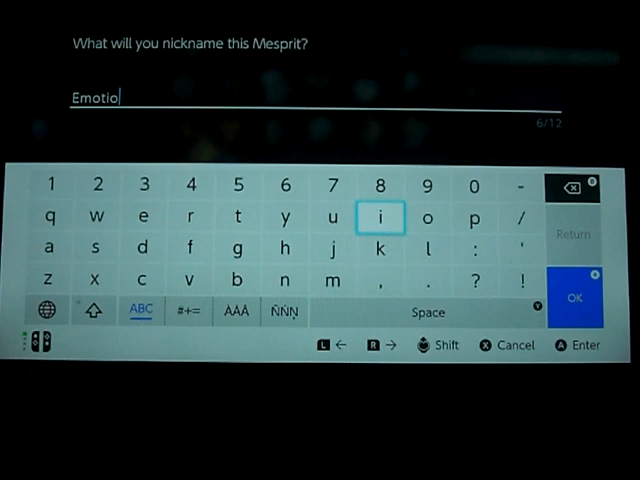 What will you nickname this Mesprit?
Emotio
6/12
1 2 3 4 5 6 7 8 9 0 -
q w e r t y u i o p /
Return
a s d f g h j k l : '
z x c v b n m , . ? !
OK
ABC #+= ÀÁÂ ÑŃŅ Space Y
L ← R → Shift X Cancel A Enter